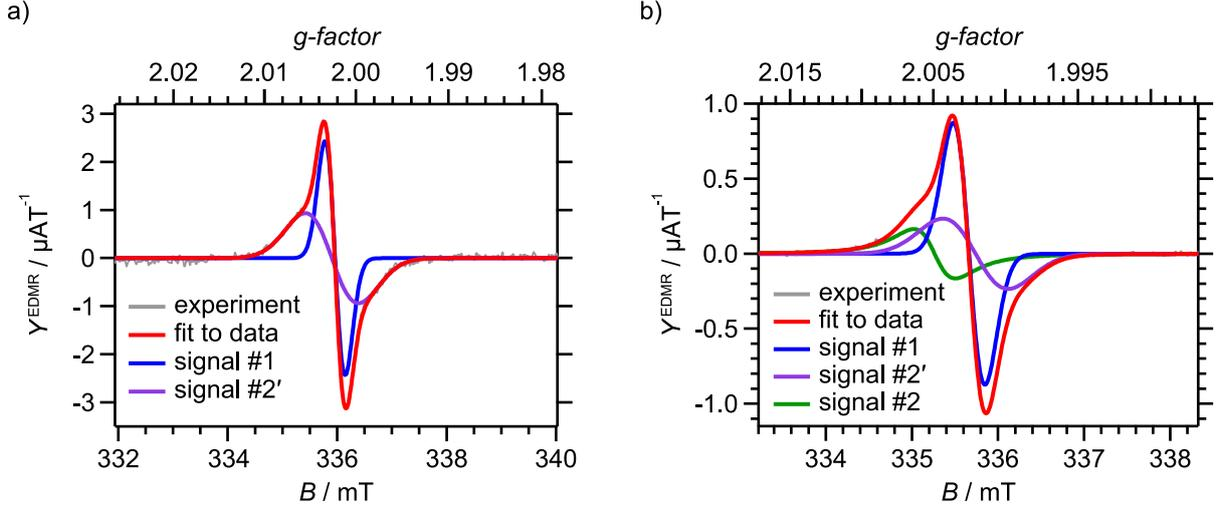 a)
g-factor
2.02 2.01 2.00 1.99 1.98
3
2
1
0
-1
-2
-3
Y^EDMR / µAT^-1
experiment
fit to data
signal #1
signal #2′
332 334 336 338 340
B / mT
b)
g-factor
2.015 2.005 1.995
1.0
0.5
0.0
-0.5
-1.0
Y^EDMR / µAT^-1
experiment
fit to data
signal #1
signal #2′
signal #2
334 335 336 337 338
B / mT